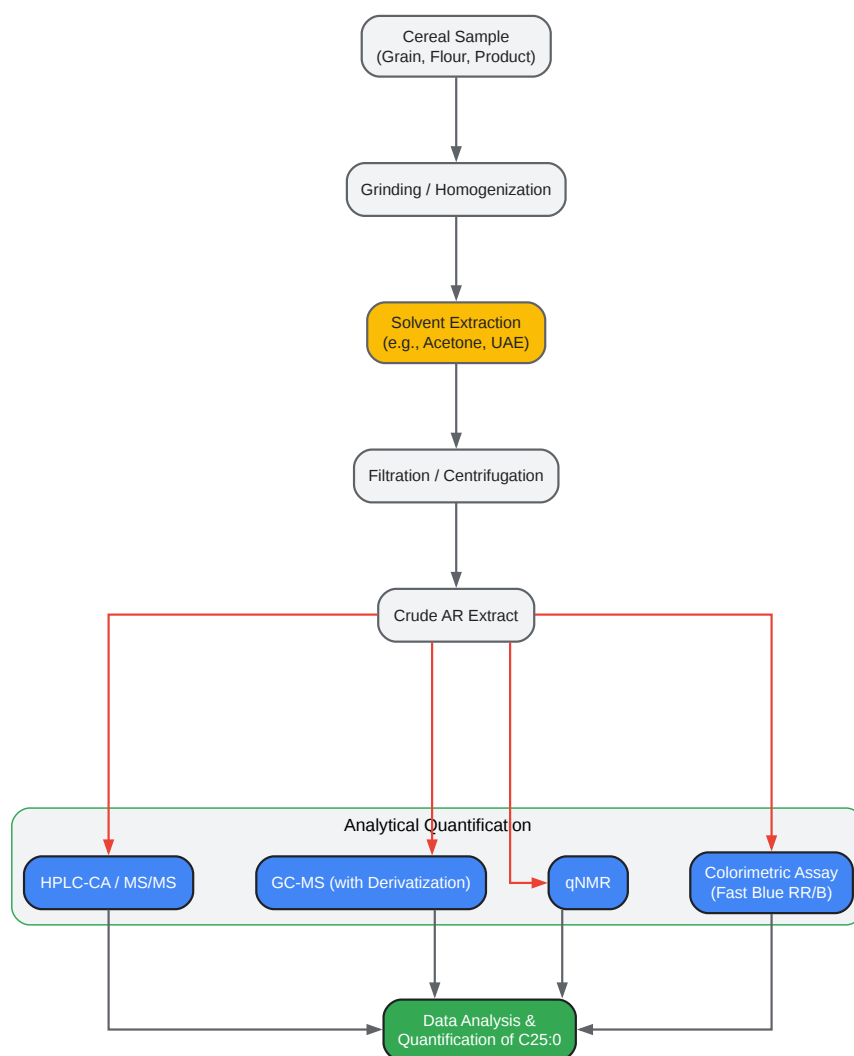 Cereal Sample
(Grain, Flour, Product)
Grinding / Homogenization
Solvent Extraction
(e.g., Acetone, UAE)
Filtration / Centrifugation
Crude AR Extract
Analytical Quantification
HPLC-CA / MS/MS
GC-MS (with Derivatization)
qNMR
Colorimetric Assay
(Fast Blue RR/B)
Data Analysis &
Quantification of C25:0